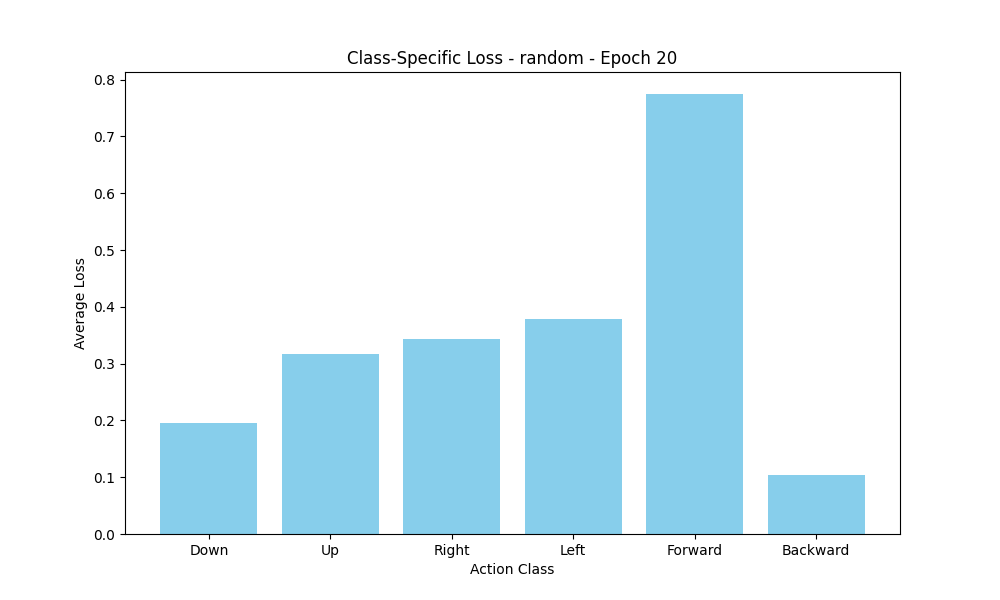 Class-Specific Loss - random - Epoch 20
0.8
0.7
0.6
0.5
0.4
0.3
0.2
0.1
0.0
Average Loss
Down Up Right Left Forward Backward
Action Class